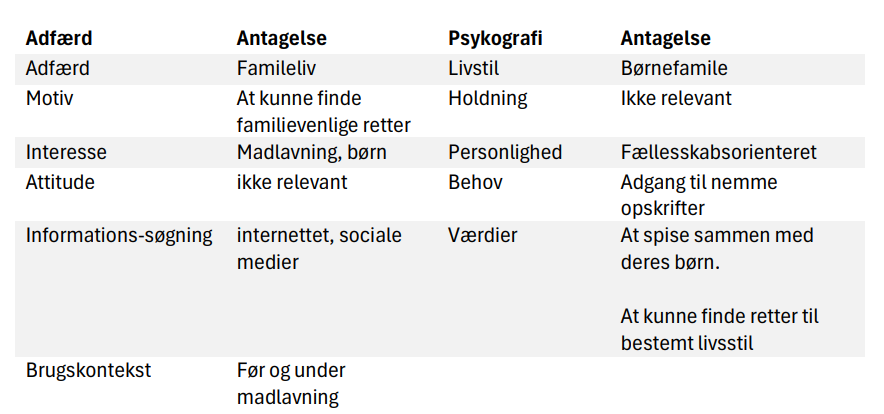 Adfærd Antagelse Psykografi Antagelse
Adfærd Famileliv Livstil Børnefamile
Motiv At kunne finde Holdning Ikke relevant
familievenlige retter
Interesse Madlavning, børn Personlighed Fællesskabsorienteret
Attitude ikke relevant Behov Adgang til nemme
opskrifter
Informations-søgning internettet, sociale Værdier At spise sammen med
medier deres børn.
At kunne finde retter til
bestemt livsstil
Brugskontekst Før og under
madlavning